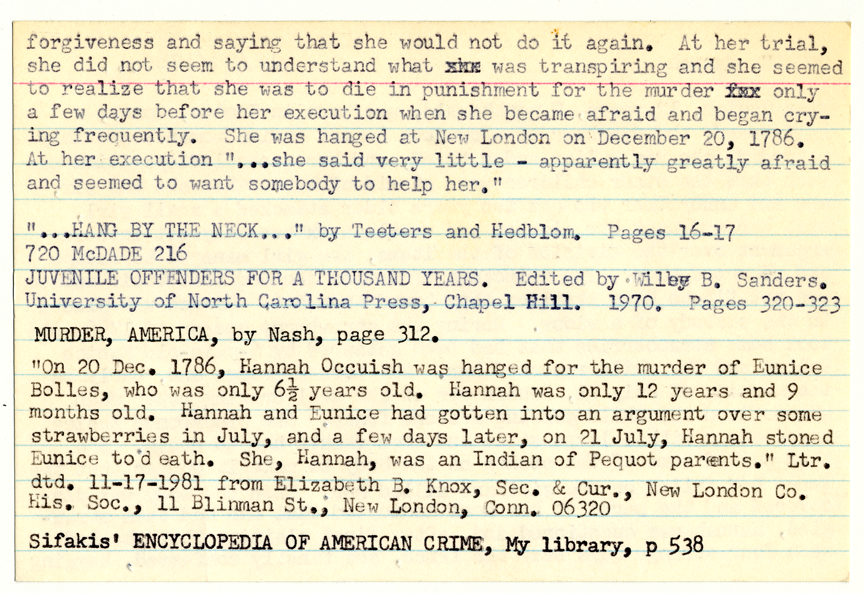 forgiveness and saying that she would not do it again. At her trial,
she did not seem to understand what xxx was transpiring and she seemed
to realize that she was to die in punishment for the murder xxx only
a few days before her execution when she became afraid and began cry-
ing frequently. She was hanged at New London on December 20, 1786.
At her execution "...she said very little - apparently greatly afraid
and seemed to want somebody to help her."
"...HANG BY THE NECK..." by Teeters and Hedblom. Pages 16-17
720 McDADE 216
JUVENILE OFFENDERS FOR A THOUSAND YEARS. Edited by Wiley B. Sanders.
University of North Carolina Press, Chapel Hill. 1970. Pages 320-323
MURDER, AMERICA, by Nash, page 312.
"On 20 Dec. 1786, Hannah Occuish was hanged for the murder of Eunice
Bolles, who was only 6½ years old. Hannah was only 12 years and 9
months old. Hannah and Eunice had gotten into an argument over some
strawberries in July, and a few days later, on 21 July, Hannah stoned
Eunice to d eath. She, Hannah, was an Indian of Pequot parents." Ltr.
dtd. 11-17-1981 from Elizabeth B. Knox, Sec. & Cur., New London Co.
His. Soc., 11 Blinman St., New London, Conn. 06320
Sifakis' ENCYCLOPEDIA OF AMERICAN CRIME, My library, p 538